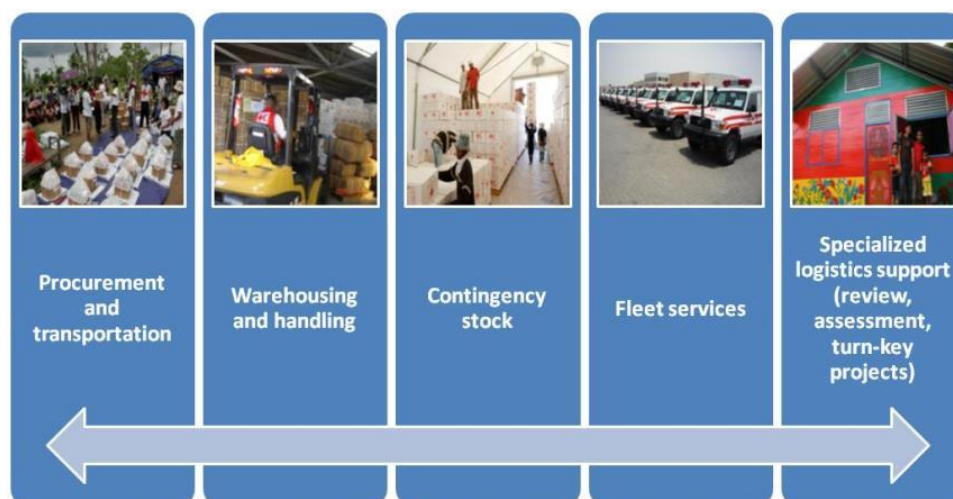 Procurement
and
transportation
Warehousing
and handling
Contingency
stock
Fleet services
Specialized
logistics support
(review,
assessment,
turn-key
projects)